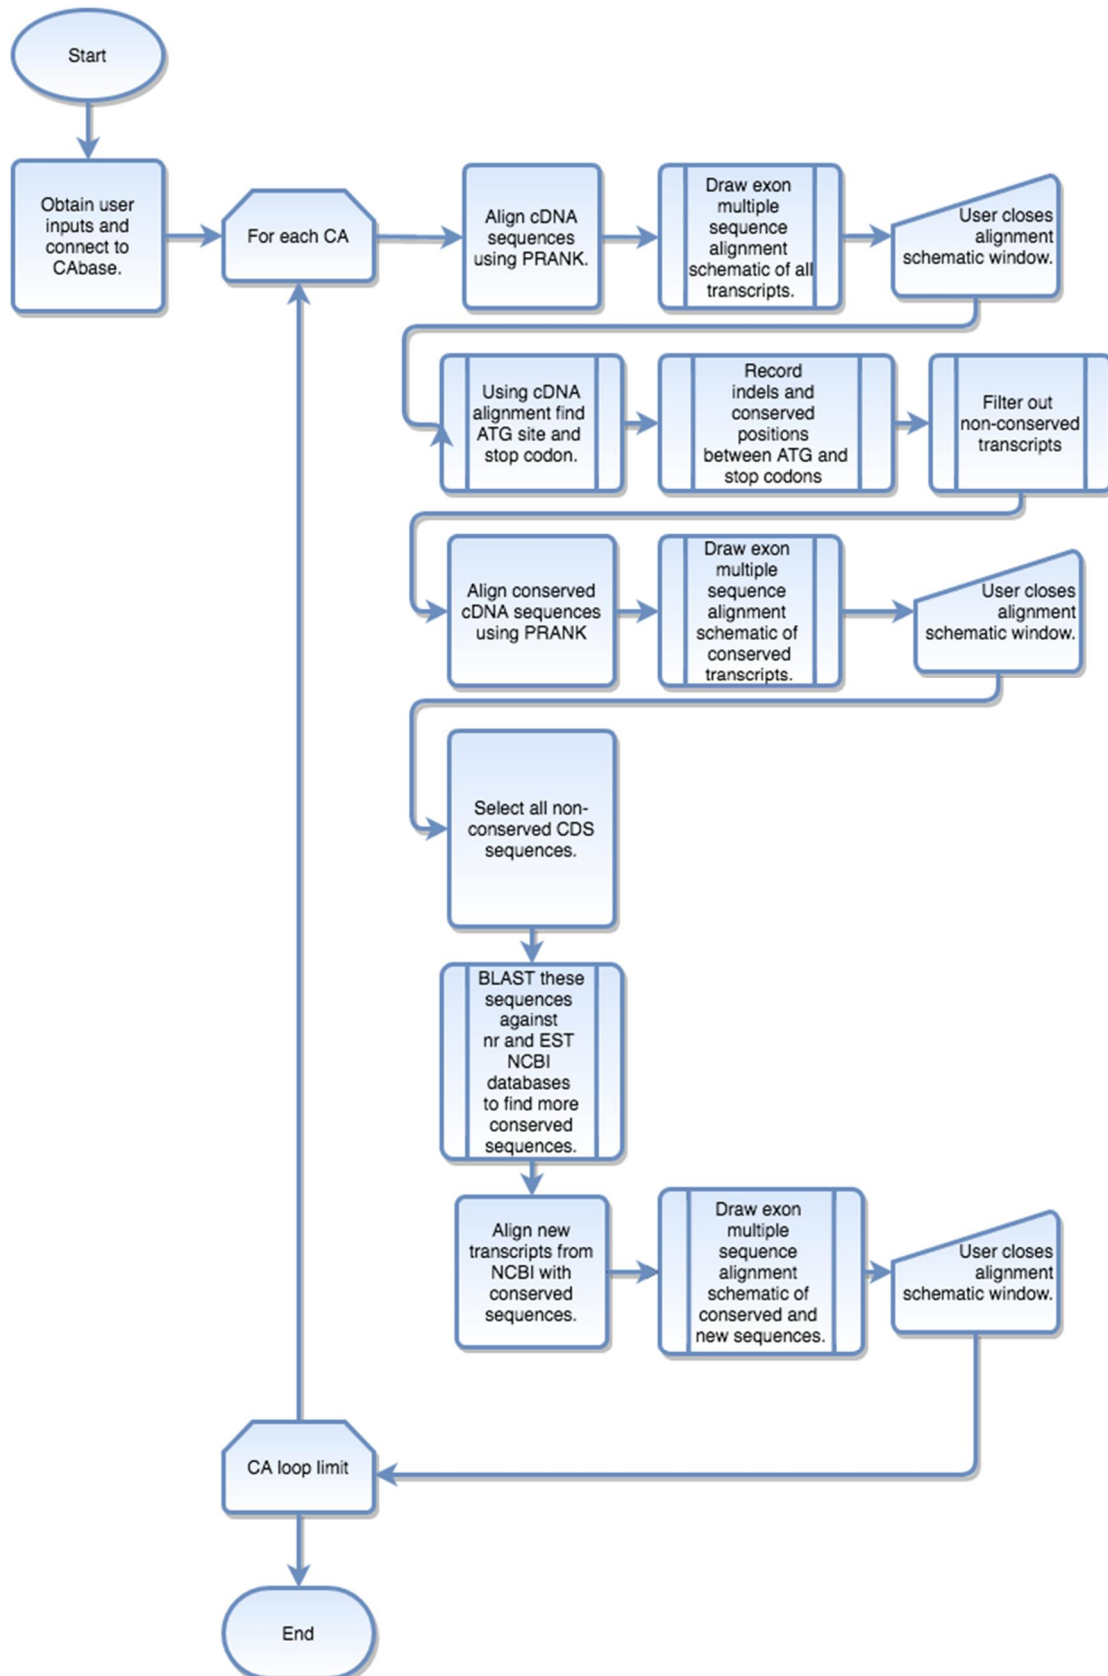 Start
Obtain user
inputs and
connect to
CAbase.
For each CA
Align cDNA
sequences
using PRANK.
Draw exon
multiple
sequence
alignment
schematic of all
transcripts.
User closes
alignment
schematic window.
Using cDNA
alignment find
ATG site and
stop codon.
Record
indels and
conserved
positions
between ATG and
stop codons
Filter out
non-conserved
transcripts
Align conserved
cDNA sequences
using PRANK
Draw exon
multiple
sequence
alignment
schematic of
conserved
transcripts.
User closes
alignment
schematic window.
Select all non-
conserved CDS
sequences.
BLAST these
sequences
against
nr and EST
NCBI
databases
to find more
conserved
sequences.
Align new
transcripts from
NCBI with
conserved
sequences.
Draw exon
multiple
sequence
alignment
schematic of
conserved and
new sequences.
User closes
alignment
schematic window.
CA loop limit
End